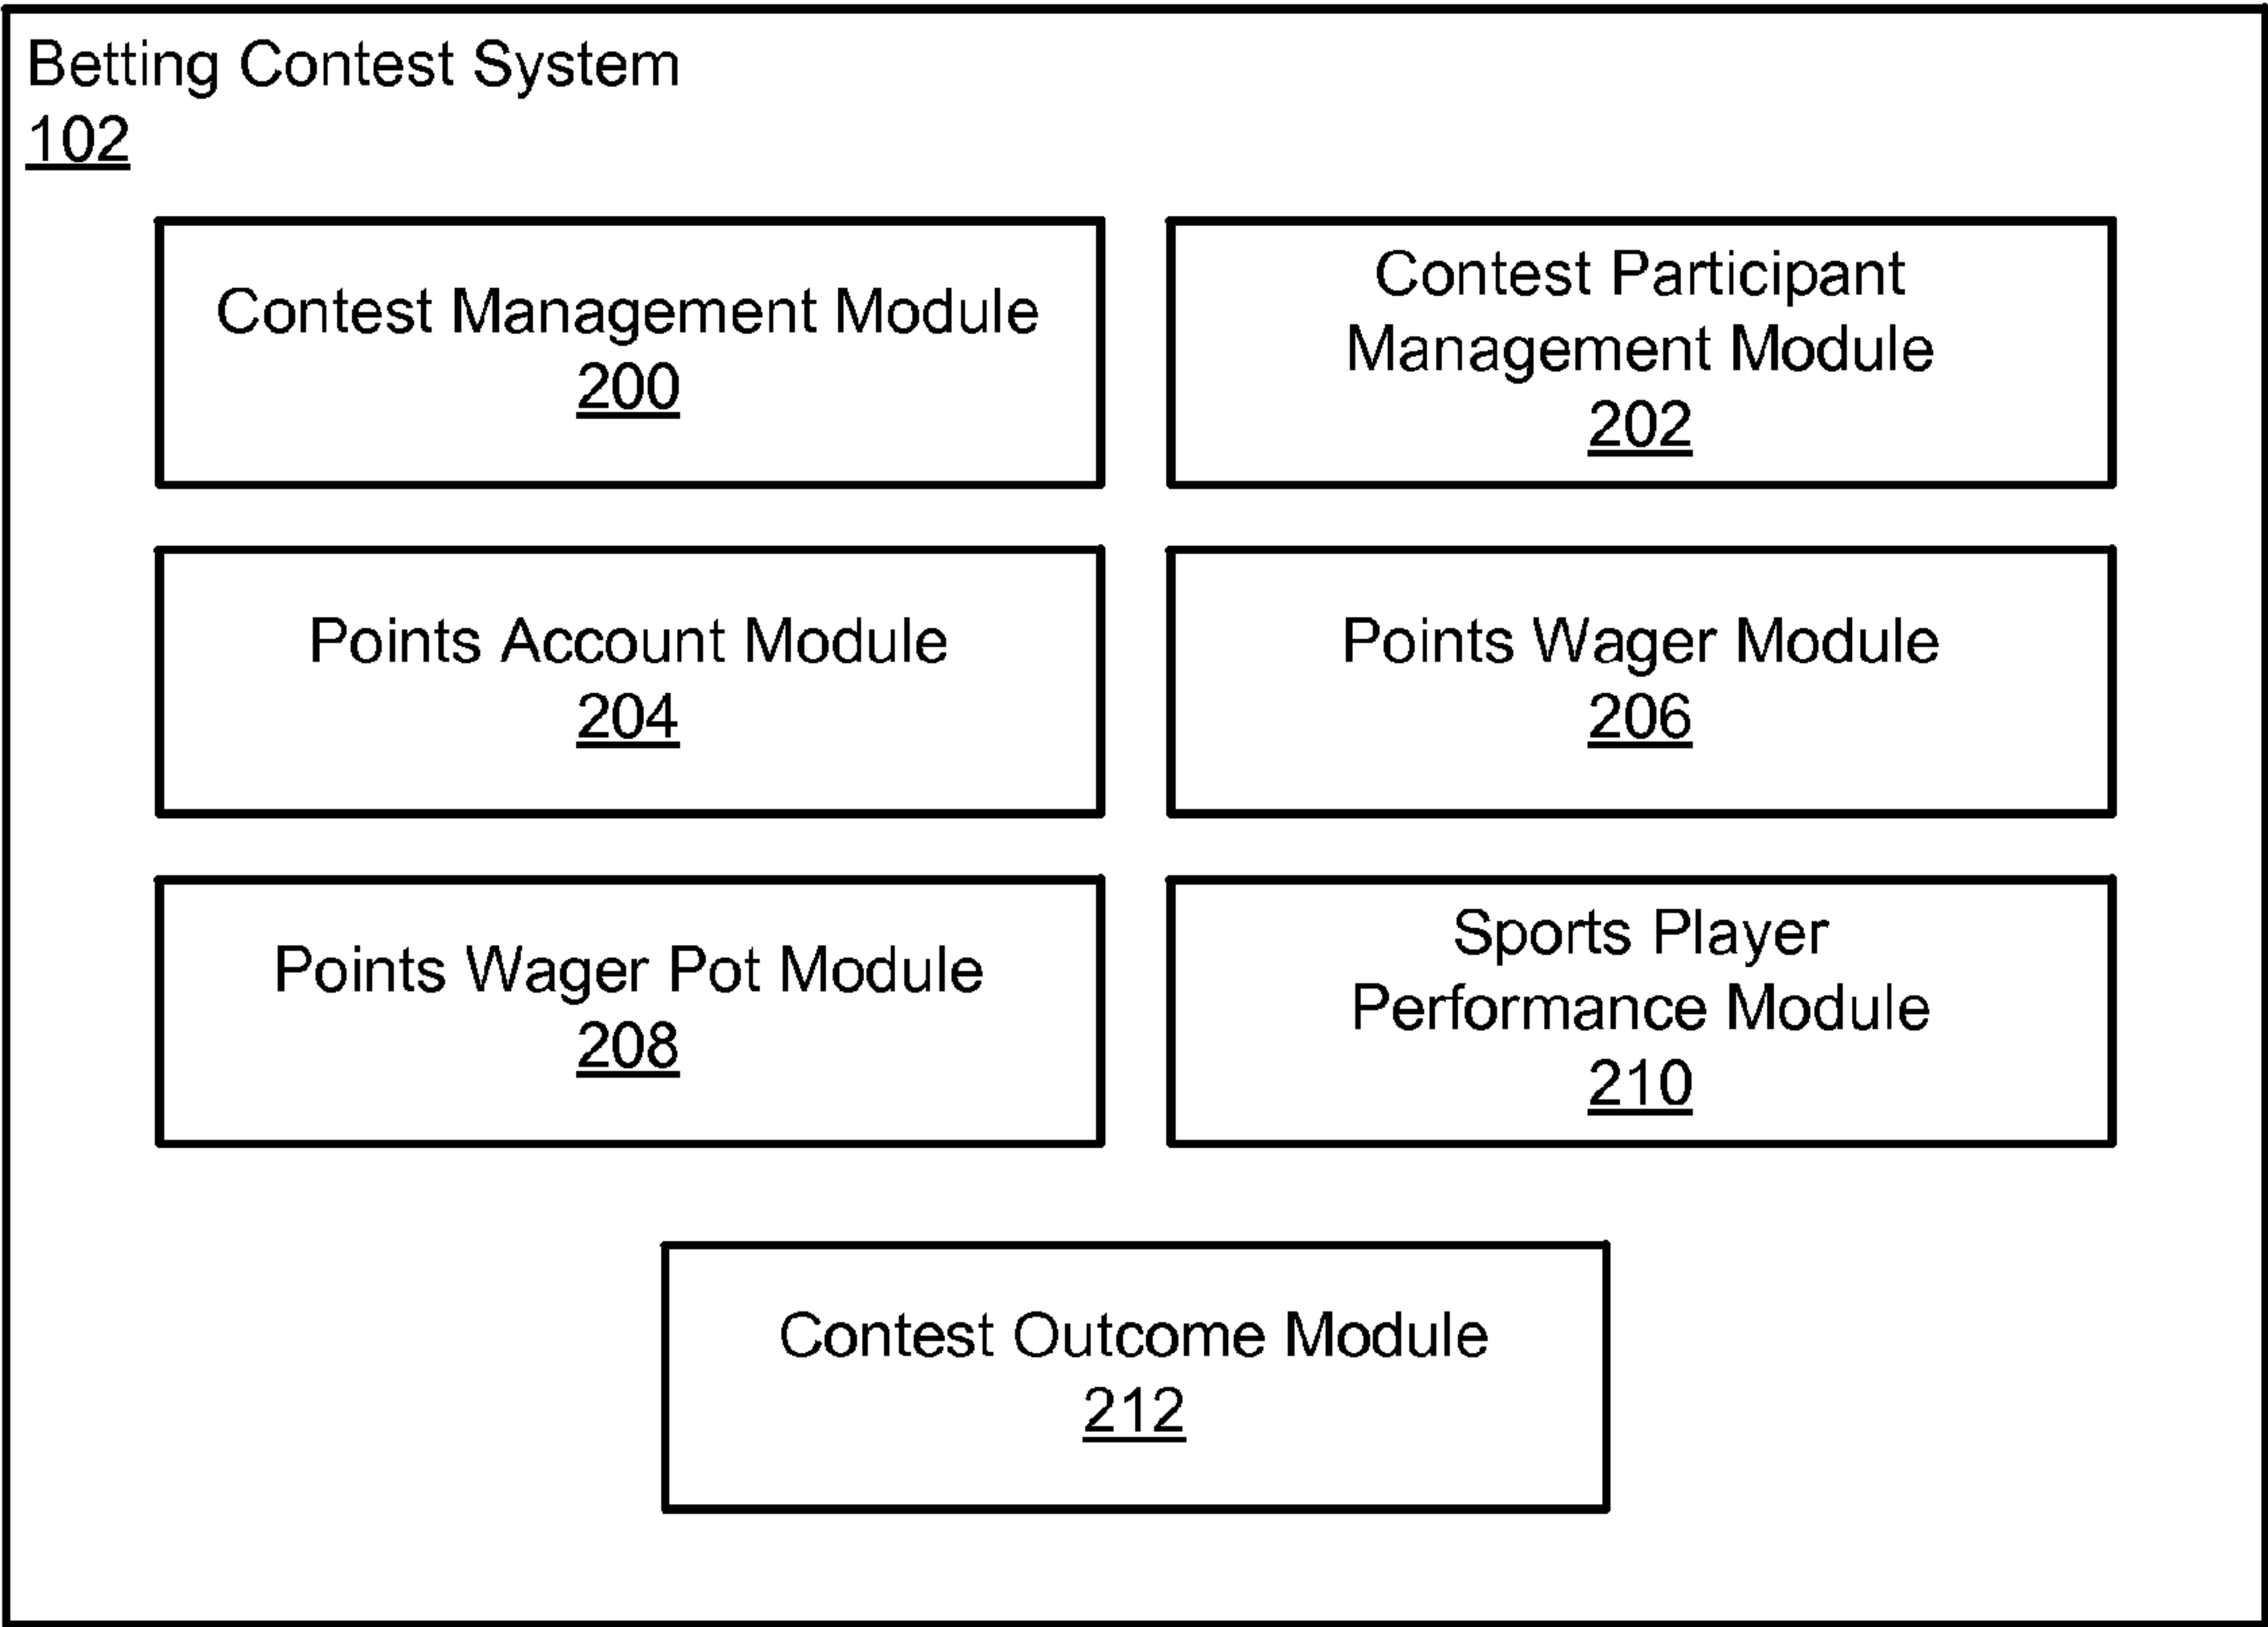 Betting Contest System
102
Contest Management Module
200
Contest Participant
Management Module
202
Points Account Module
204
Points Wager Module
206
Points Wager Pot Module
208
Sports Player
Performance Module
210
Contest Outcome Module
212